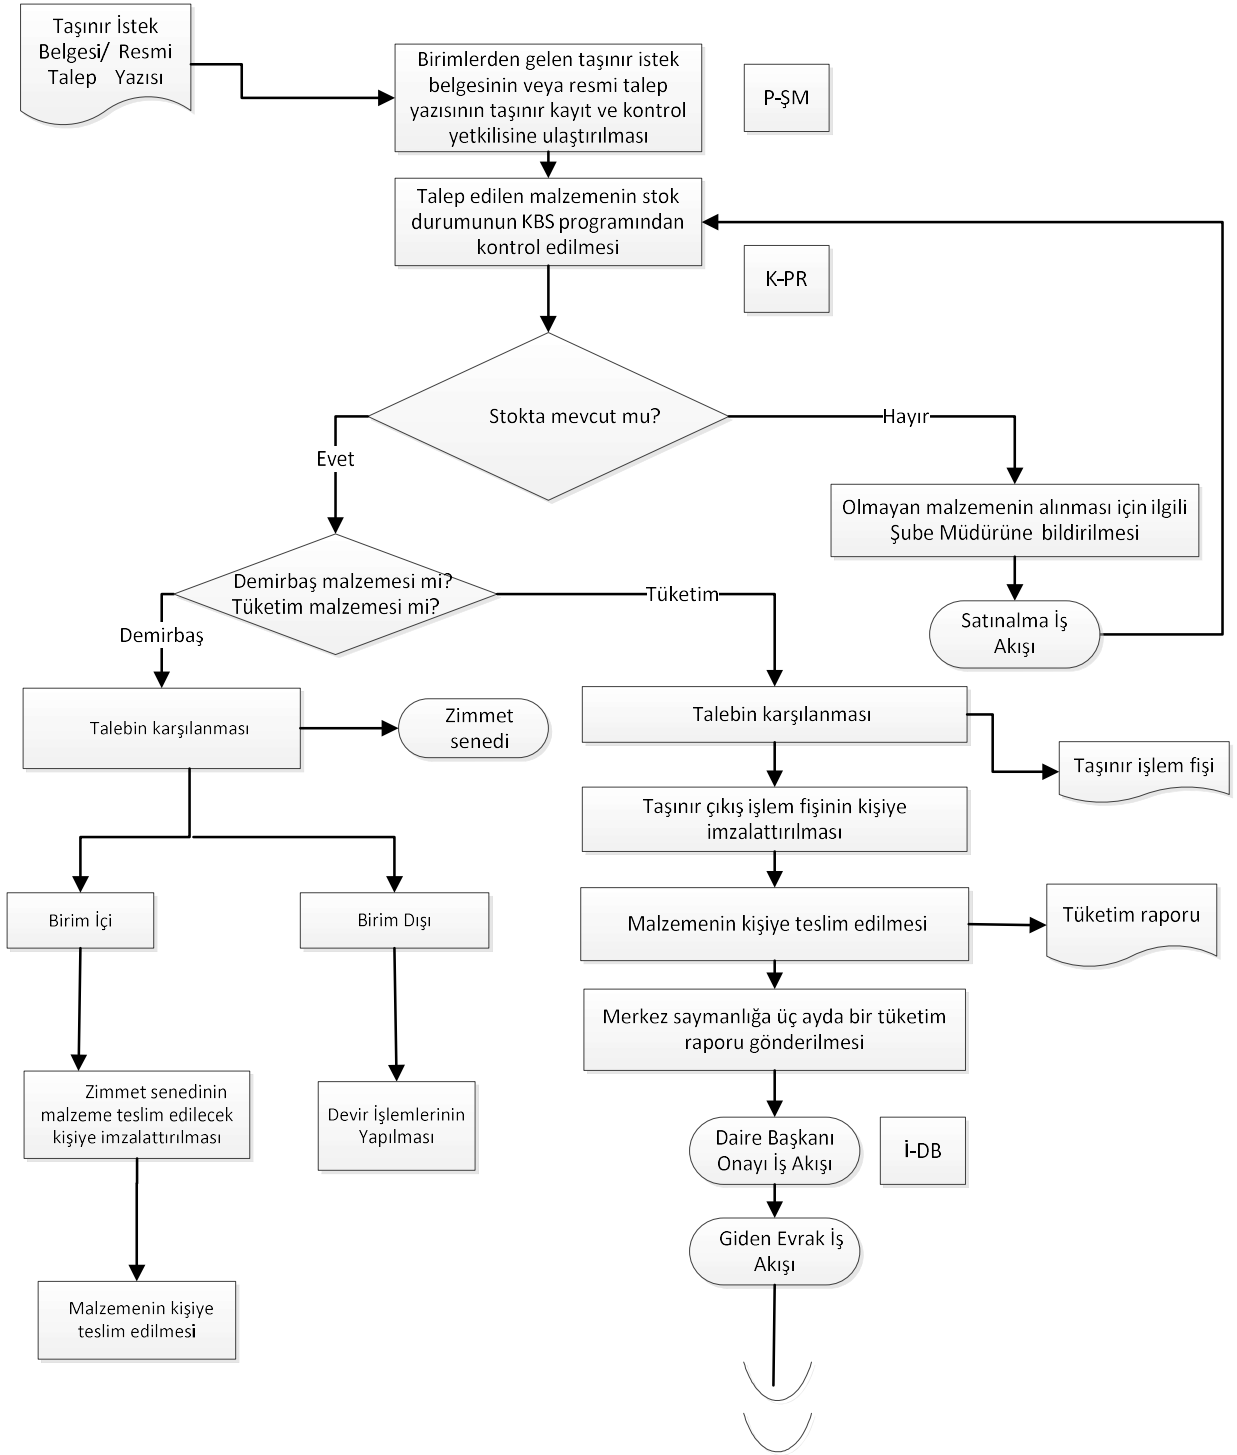 Taşınır İstek
Belgesi/ Resmi
Talep Yazısı
Birimlerden gelen taşınır istek
belgesinin veya resmi talep
yazısının taşınır kayıt ve kontrol
yetkilisine ulaştırılması
P-ŞM
Talep edilen malzemenin stok
durumunun KBS programından
kontrol edilmesi
K-PR
Stokta mevcut mu?
Hayır
Evet
Olmayan malzemenin alınması için ilgili
Şube Müdürüne bildirilmesi
Demirbaş malzemesi mi?
Tüketim malzemesi mi?
Tüketim
Demirbaş
Satınalma İş
Akışı
Talebin karşılanması
Zimmet
senedi
Talebin karşılanması
Taşınır işlem fişi
Taşınır çıkış işlem fişinin kişiye
imzalattırılması
Birim İçi
Birim Dışı
Malzemenin kişiye teslim edilmesi
Tüketim raporu
Merkez saymanlığa üç ayda bir tüketim
raporu gönderilmesi
Zimmet senedinin
malzeme teslim edilecek
kişiye imzalattırılması
Devir İşlemlerinin
Yapılması
Daire Başkanı
Onayı İş Akışı
İ-DB
Giden Evrak İş
Akışı
Malzemenin kişiye
teslim edilmesi